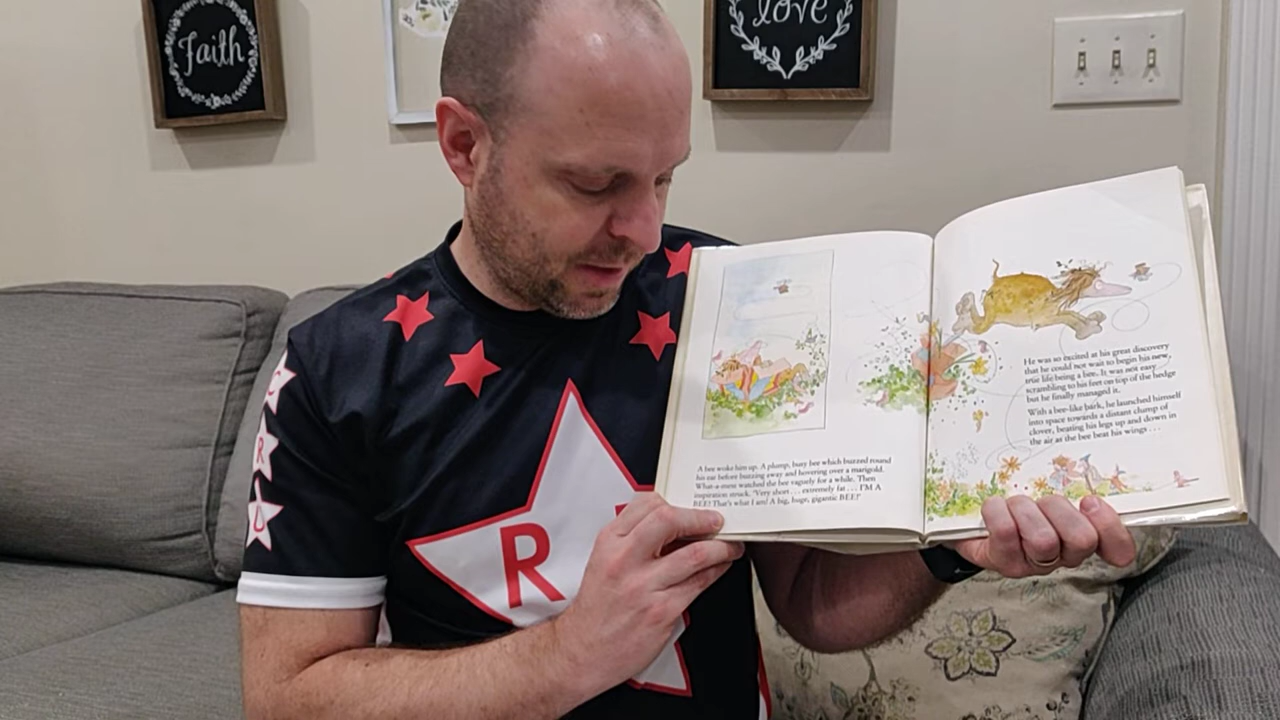 Faith
love
C
R
D
R
A bee woke him up. A plump, busy bee which buzzed round
his ear before buzzing away and hovering over a marigold.
What-a-mess watched the bee vaguely for a while. Then
inspiration struck. "Very short . . . extremely fat . . . I'M A
BEE! That's what I am! A big, huge, gigantic BEE!"
He was so excited at his great discovery
that he could not wait to begin his new,
true life being a bee. It was not easy
scrambling to his feet on top of the hedge
but he finally managed it.
With a bee-like bark, he launched himself
into space towards a distant clump of
clover, beating his legs up and down in
the air as the bee beat his wings . . .